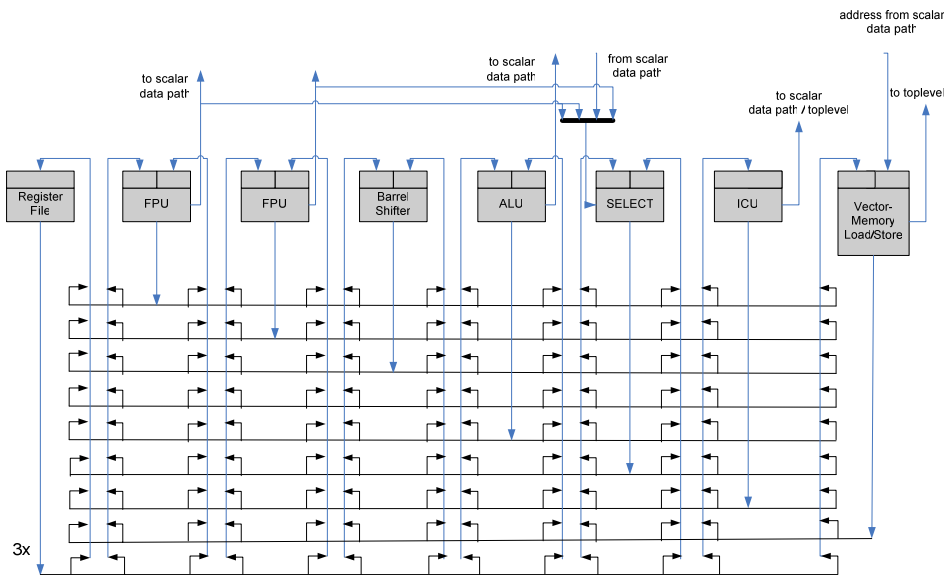 address from scalar
data path
to scalar
data path
from scalar
data path
to scalar
data path
to toplevel
to scalar
data path / toplevel
Register
File
FPU
FPU
Barrel
Shifter
ALU
SELECT
ICU
Vector-
Memory
Load/Store
3x